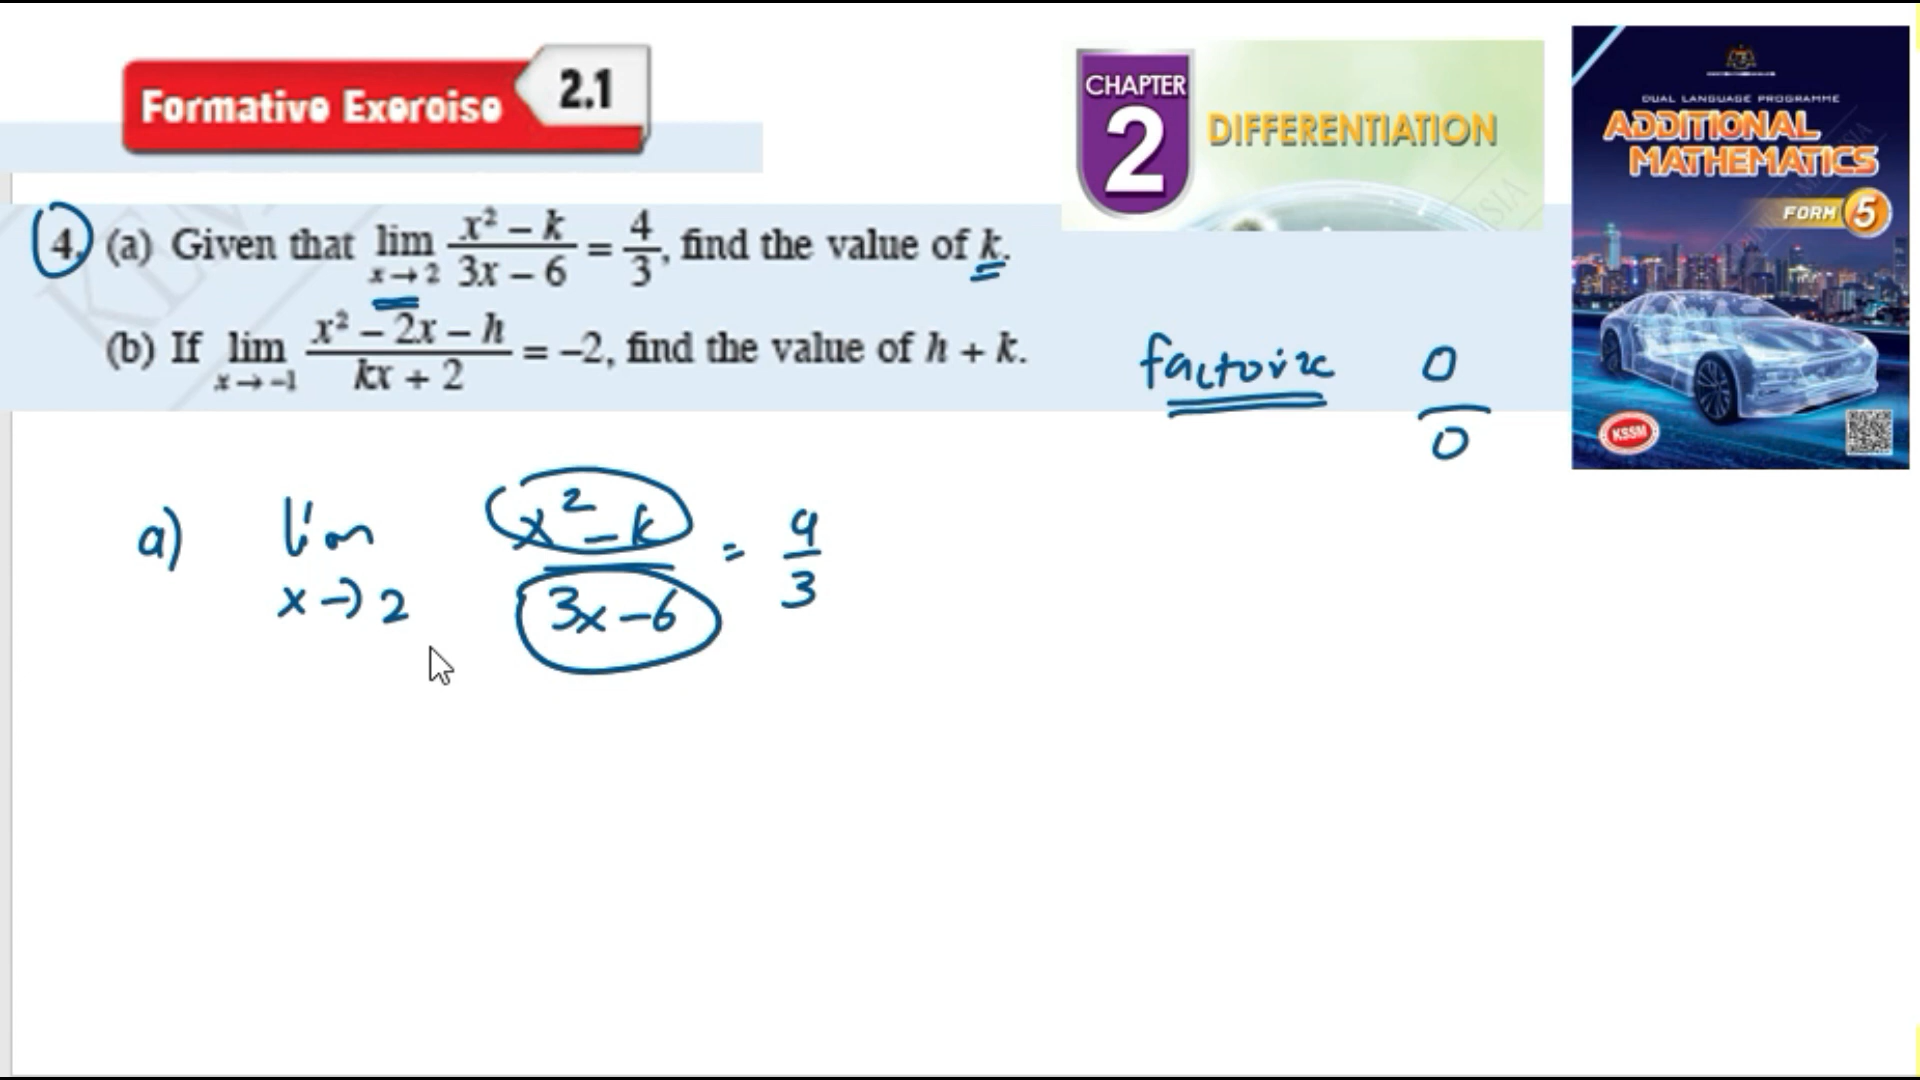 Formative Exercise 2.1
CHAPTER 2 DIFFERENTIATION
DUAL LANGUAGE PROGRAMME
ADDITIONAL
MATHEMATICS
FORM 5
KSSM
4. (a) Given that lim x → 2 (x² − k)/(3x − 6) = 4/3, find the value of k.
(b) If lim x → −1 (x² − 2x − h)/(kx + 2) = −2, find the value of h + k.
factorize 0/0
a) lim x → 2 (x² − k)/(3x − 6) = 4/3